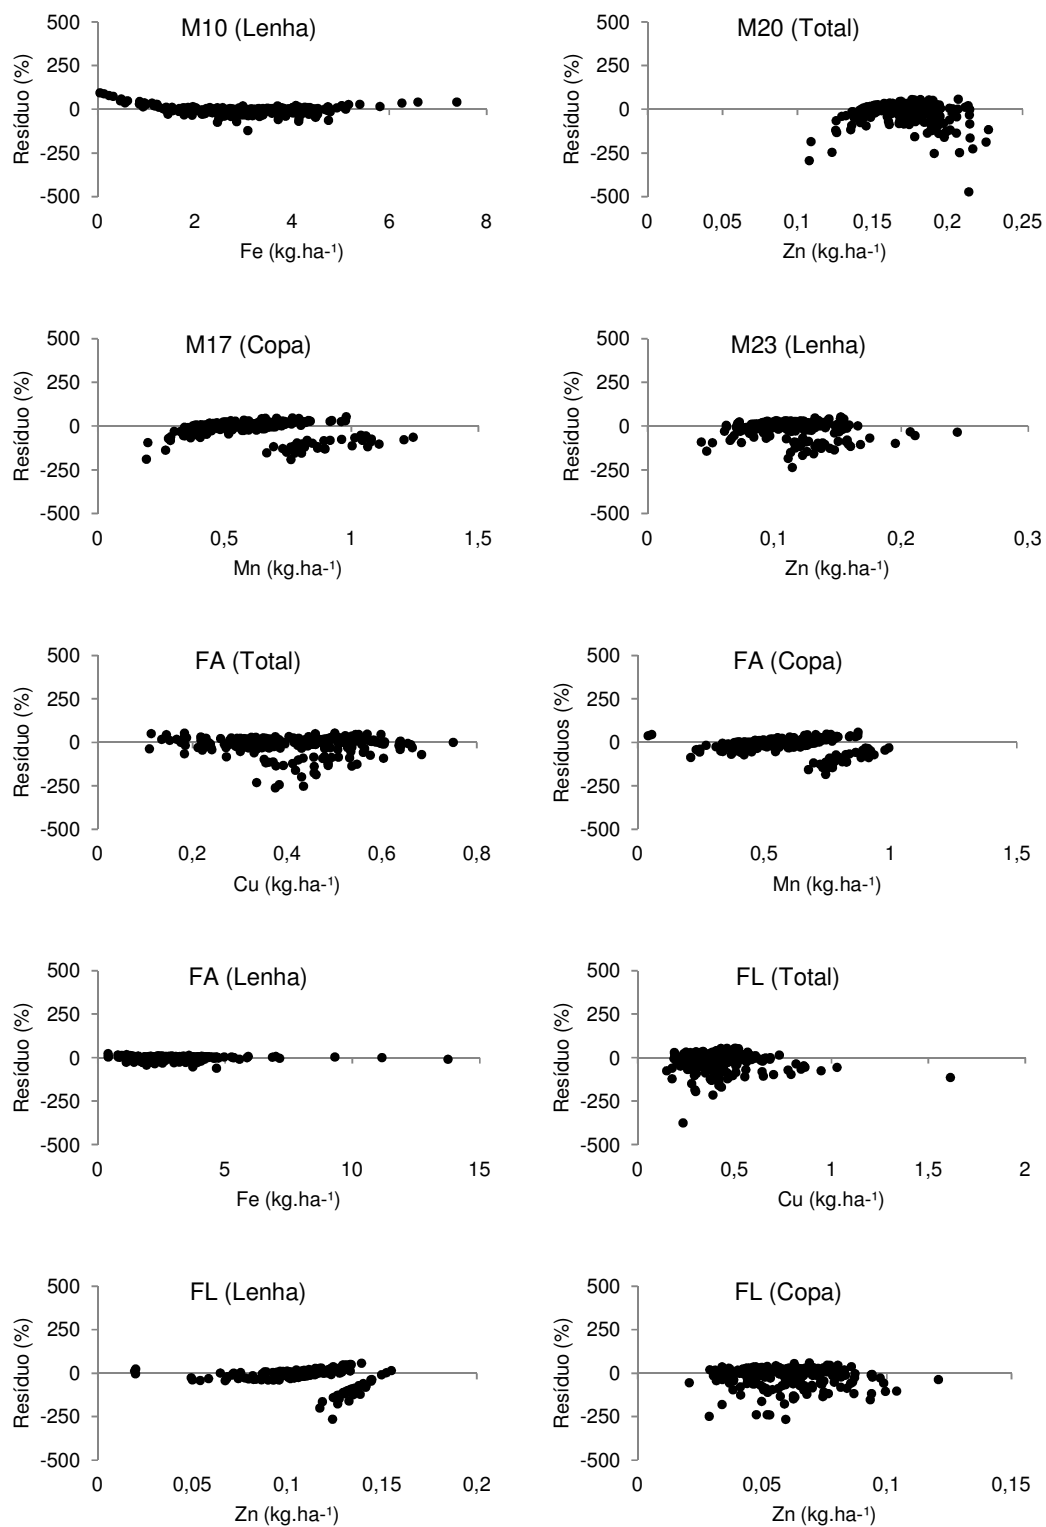 M10 (Lenha)
Resíduo (%)
500
250
0
-250
-500
0 2 4 6 8
Fe (kg.ha-¹)
M20 (Total)
Resíduo (%)
500
250
0
-250
-500
0 0,05 0,1 0,15 0,2 0,25
Zn (kg.ha-¹)
M17 (Copa)
Resíduo (%)
500
250
0
-250
-500
0 0,5 1 1,5
Mn (kg.ha-¹)
M23 (Lenha)
Resíduo (%)
500
250
0
-250
-500
0 0,1 0,2 0,3
Zn (kg.ha-¹)
FA (Total)
Resíduo (%)
500
250
0
-250
-500
0 0,2 0,4 0,6 0,8
Cu (kg.ha-¹)
FA (Copa)
Resíduos (%)
500
250
0
-250
-500
0 0,5 1 1,5
Mn (kg.ha-¹)
FA (Lenha)
Resíduo (%)
500
250
0
-250
-500
0 5 10 15
Fe (kg.ha-¹)
FL (Total)
Resíduo (%)
500
250
0
-250
-500
0 0,5 1 1,5 2
Cu (kg.ha-¹)
FL (Lenha)
Resíduo (%)
500
250
0
-250
-500
0 0,05 0,1 0,15 0,2
Zn (kg.ha-¹)
FL (Copa)
Resíduo (%)
500
250
0
-250
-500
0 0,05 0,1 0,15
Zn (kg.ha-¹)